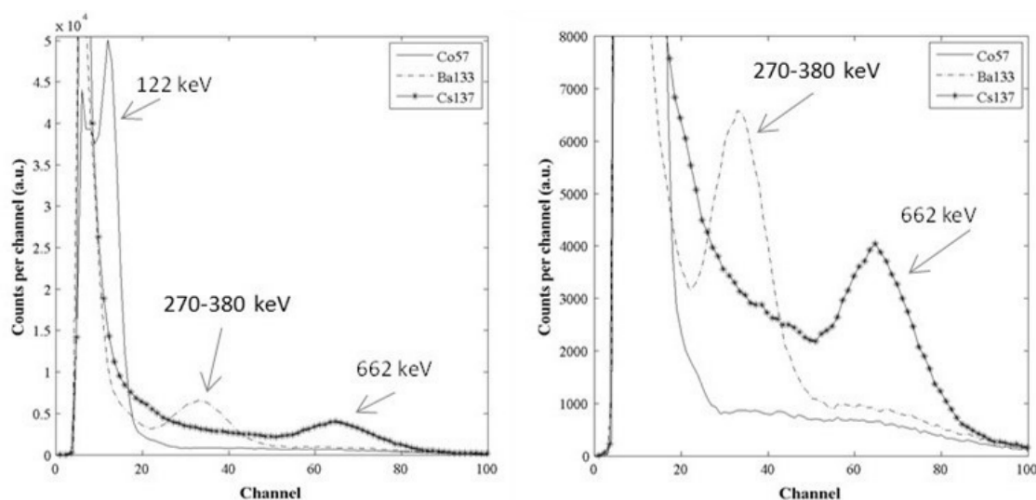 x 10⁴
5
4.5
4
3.5
3
2.5
2
1.5
1
0.5
0
0
20
40
60
80
100
Counts per channel (a.u.)
Channel
Co57
Ba133
Cs137
122 keV
270-380 keV
662 keV
8000
7000
6000
5000
4000
3000
2000
1000
0
0
20
40
60
80
100
Counts per channel (a.u.)
Channel
Co57
Ba133
Cs137
270-380 keV
662 keV